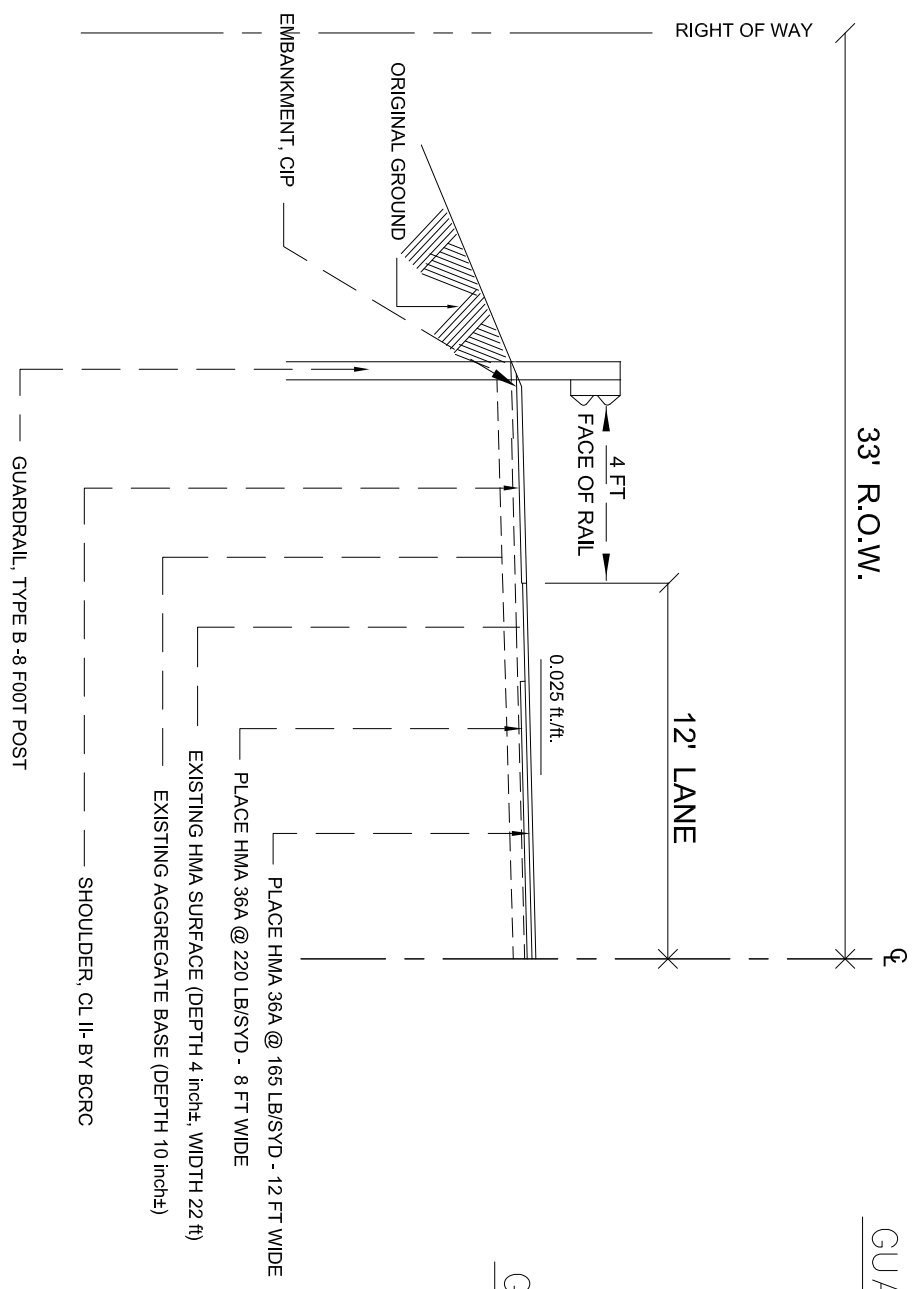 RIGHT OF WAY
33' R.O.W.
℄
12' LANE
4 FT
FACE OF RAIL
0.025 ft./ft.
ORIGINAL GROUND
EMBANKMENT, CIP
PLACE HMA 36A @ 165 LB/SYD - 12 FT WIDE
PLACE HMA 36A @ 220 LB/SYD - 8 FT WIDE
EXISTING HMA SURFACE (DEPTH 4 inch±, WIDTH 22 ft)
EXISTING AGGREGATE BASE (DEPTH 10 inch±)
SHOULDER, CL II- BY BCRC
GUARDRAIL, TYPE B -8 F00T POST